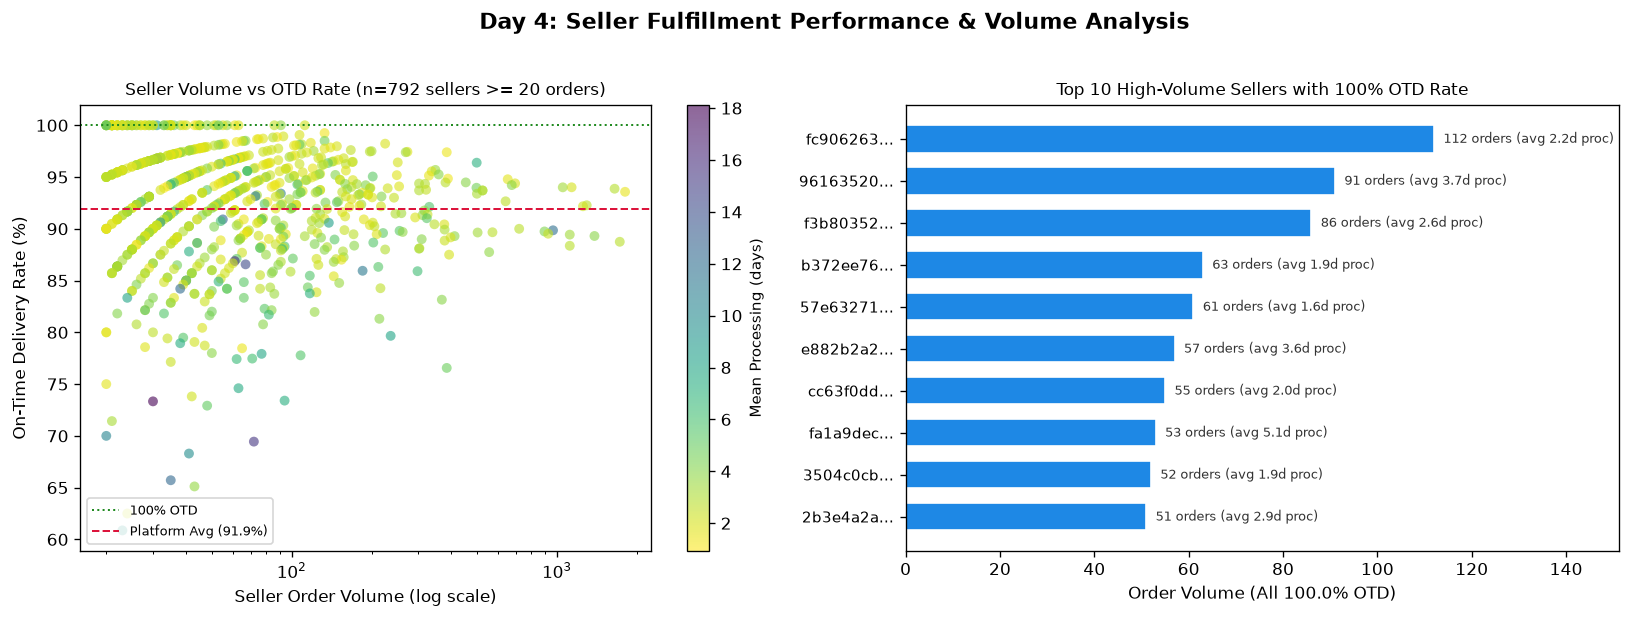 Day 4: Seller Fulfillment Performance & Volume Analysis
Seller Volume vs OTD Rate (n=792 sellers >= 20 orders)
On-Time Delivery Rate (%)
100
95
90
85
80
75
70
65
60
100% OTD
Platform Avg (91.9%)
10²
10³
Seller Order Volume (log scale)
18
16
14
12
10
8
6
4
2
Mean Processing (days)
Top 10 High-Volume Sellers with 100% OTD Rate
fc906263... 112 orders (avg 2.2d proc)
96163520... 91 orders (avg 3.7d proc)
f3b80352... 86 orders (avg 2.6d proc)
b372ee76... 63 orders (avg 1.9d proc)
57e63271... 61 orders (avg 1.6d proc)
e882b2a2... 57 orders (avg 3.6d proc)
cc63f0dd... 55 orders (avg 2.0d proc)
fa1a9dec... 53 orders (avg 5.1d proc)
3504c0cb... 52 orders (avg 1.9d proc)
2b3e4a2a... 51 orders (avg 2.9d proc)
0 20 40 60 80 100 120 140
Order Volume (All 100.0% OTD)